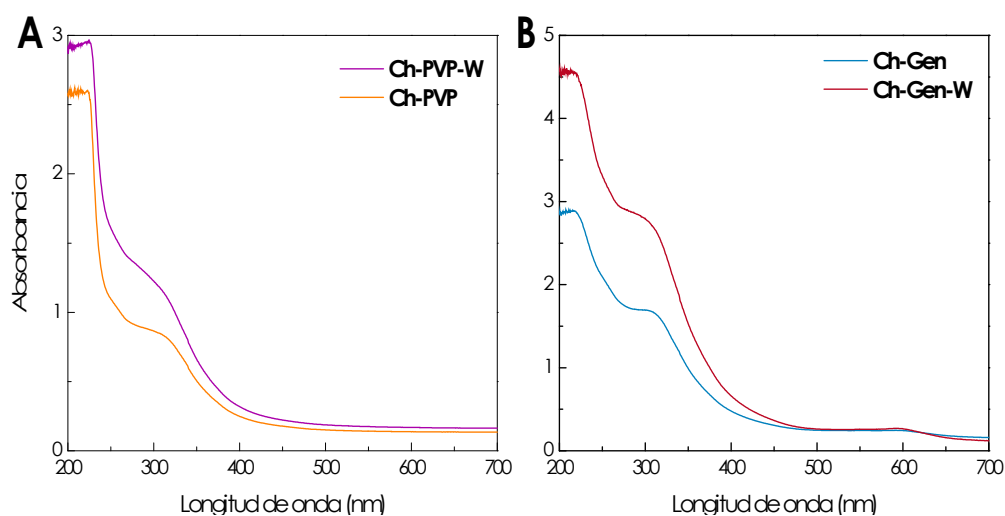 A
3
Ch-PVP-W
Ch-PVP
2
1
0
200 300 400 500 600 700
Absorbancia
Longitud de onda (nm)
B
5
Ch-Gen
Ch-Gen-W
4
3
2
1
0
200 300 400 500 600 700
Longitud de onda (nm)